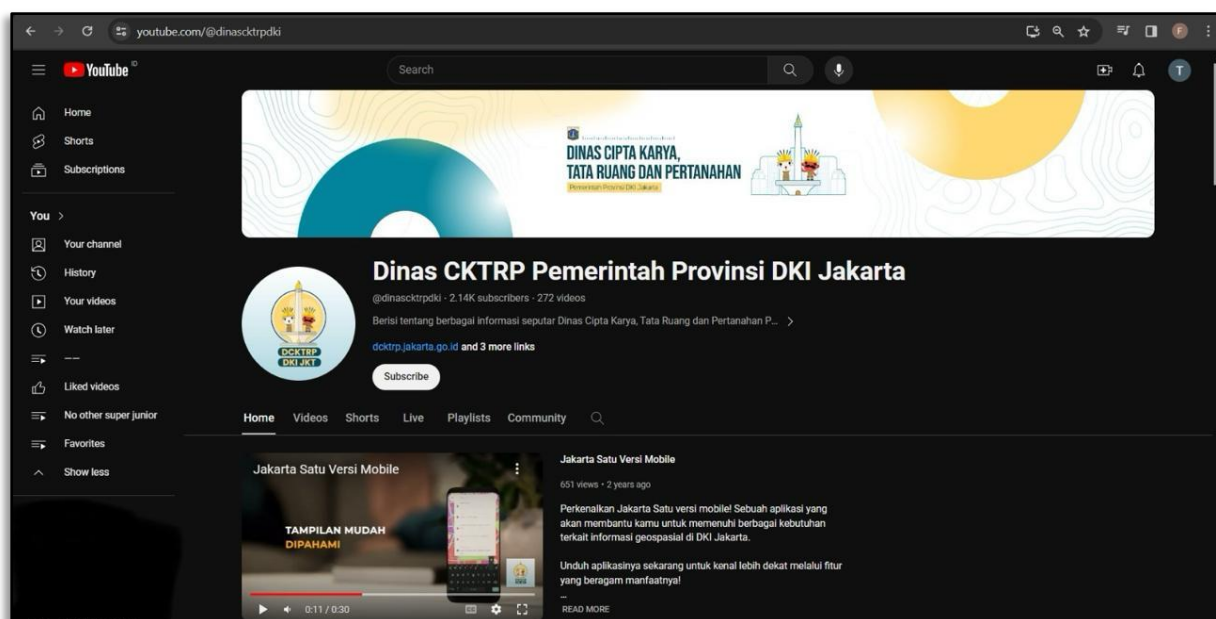 youtube.com/@dinascktrpdki
F
YouTube ID
Search
T
Home
Shorts
Subscriptions
You >
Your channel
History
Your videos
Watch later
––
Liked videos
No other super junior
Favorites
Show less
DINAS CIPTA KARYA,
TATA RUANG DAN PERTANAHAN
Pemerintah Provinsi DKI Jakarta
DCKTRP
DKI JKT
Dinas CKTRP Pemerintah Provinsi DKI Jakarta
@dinascktrpdki · 2.14K subscribers · 272 videos
Berisi tentang berbagai informasi seputar Dinas Cipta Karya, Tata Ruang dan Pertanahan P... >
dcktrp.jakarta.go.id and 3 more links
Subscribe
Home Videos Shorts Live Playlists Community
Jakarta Satu Versi Mobile
TAMPILAN MUDAH
DIPAHAMI
0:11 / 0:30
Jakarta Satu Versi Mobile
651 views • 2 years ago
Perkenalkan Jakarta Satu versi mobile! Sebuah aplikasi yang
akan membantu kamu untuk memenuhi berbagai kebutuhan
terkait informasi geospasial di DKI Jakarta.
Unduh aplikasinya sekarang untuk kenal lebih dekat melalui fitur
yang beragam manfaatnya!
...
READ MORE